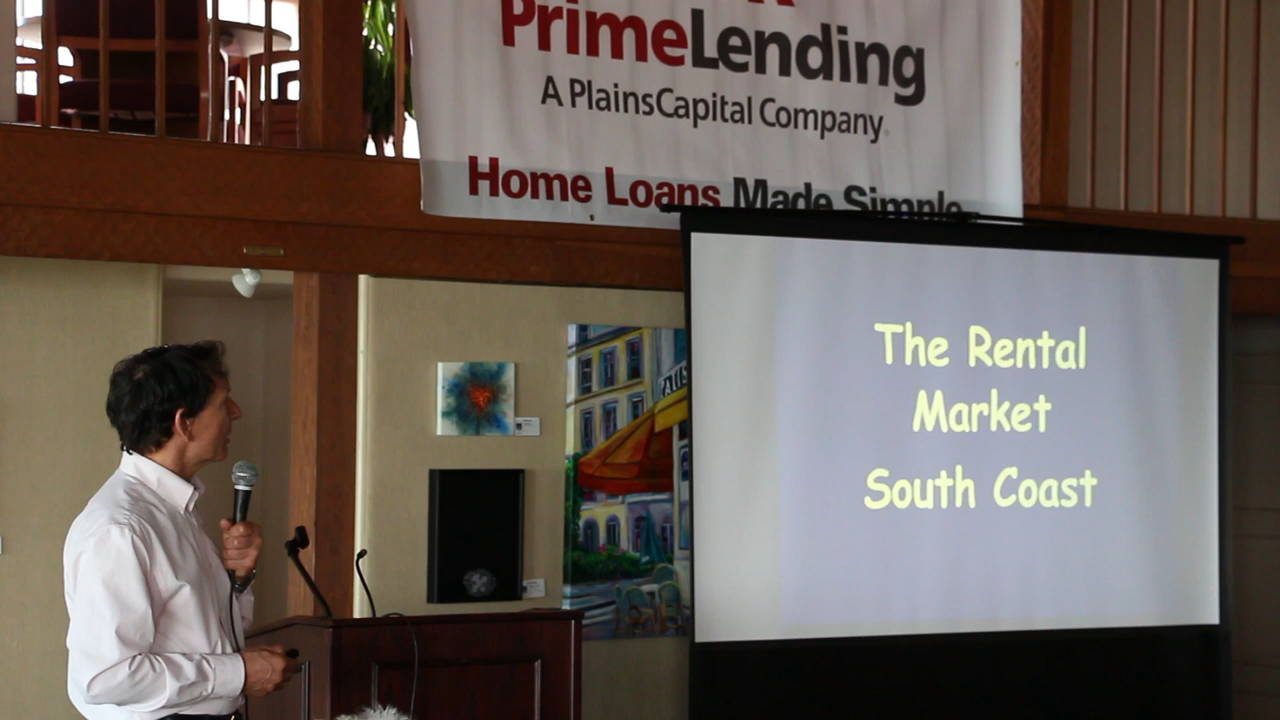 PrimeLending
A PlainsCapital Company
Home Loans Made Simple
The Rental
Market
South Coast